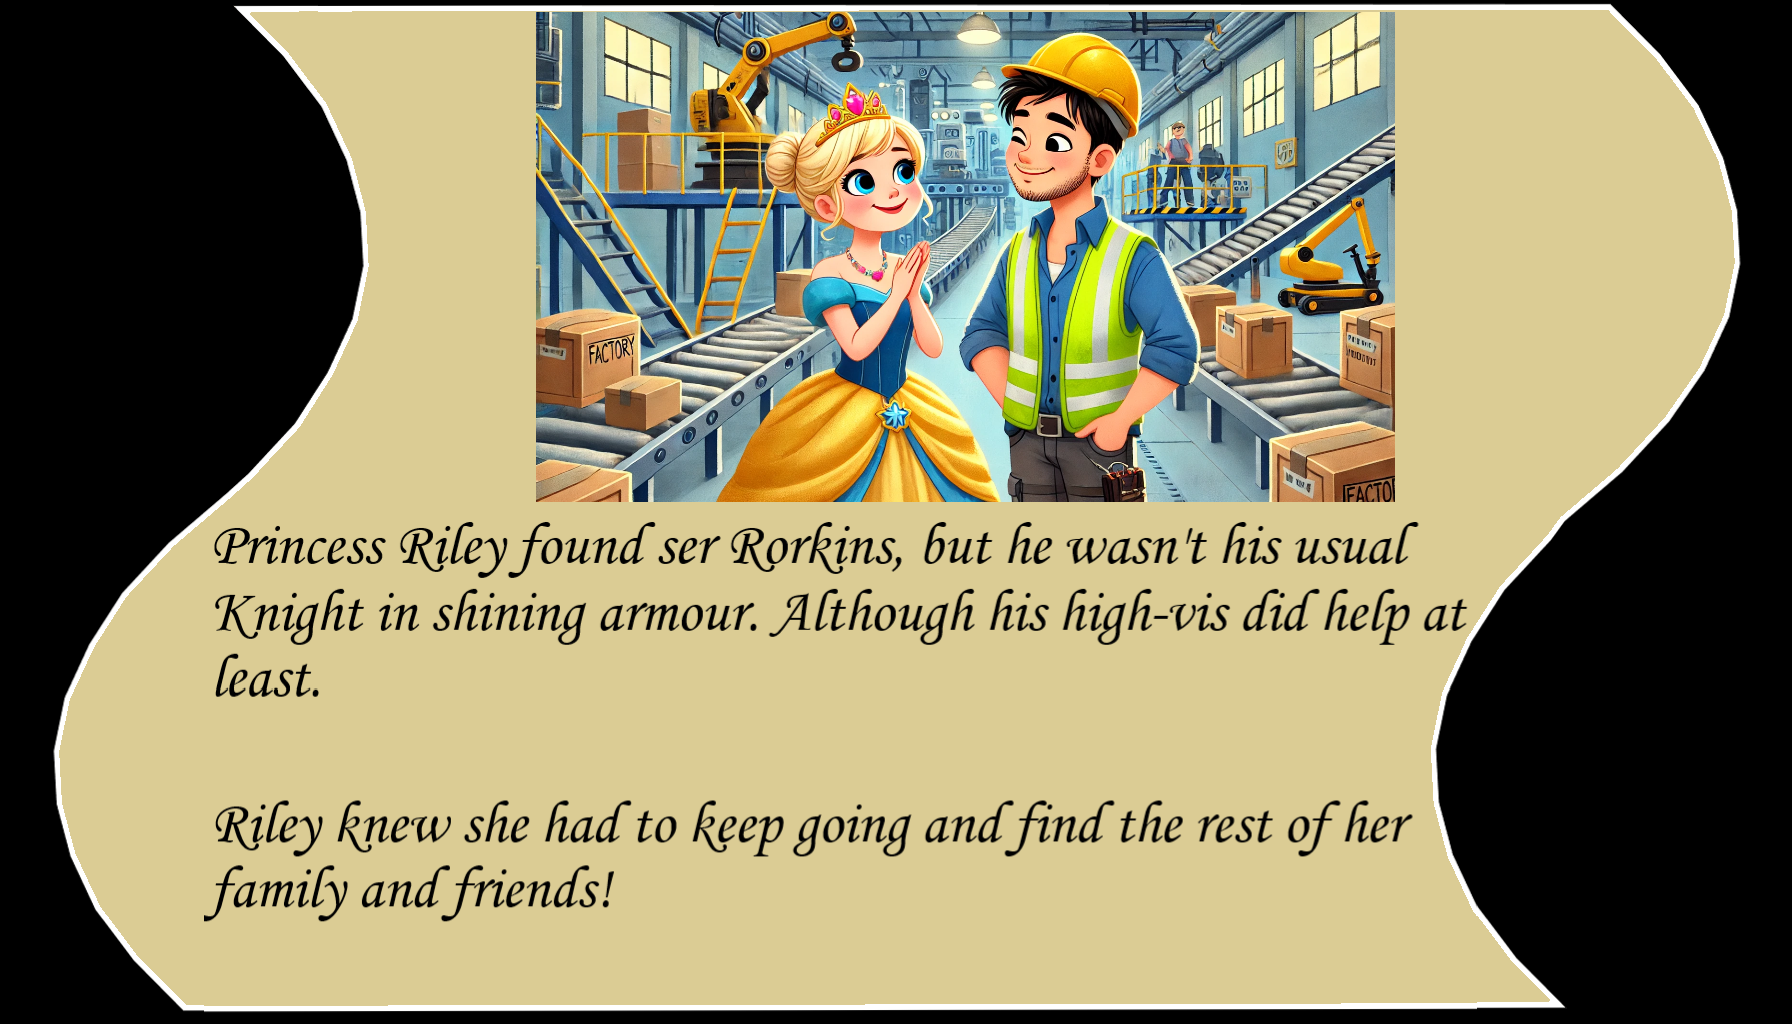 FACTORY
FACTO
Princess Riley found ser Rorkins, but he wasn't his usual
Knight in shining armour. Although his high-vis did help at
least.
Riley knew she had to keep going and find the rest of her
family and friends!